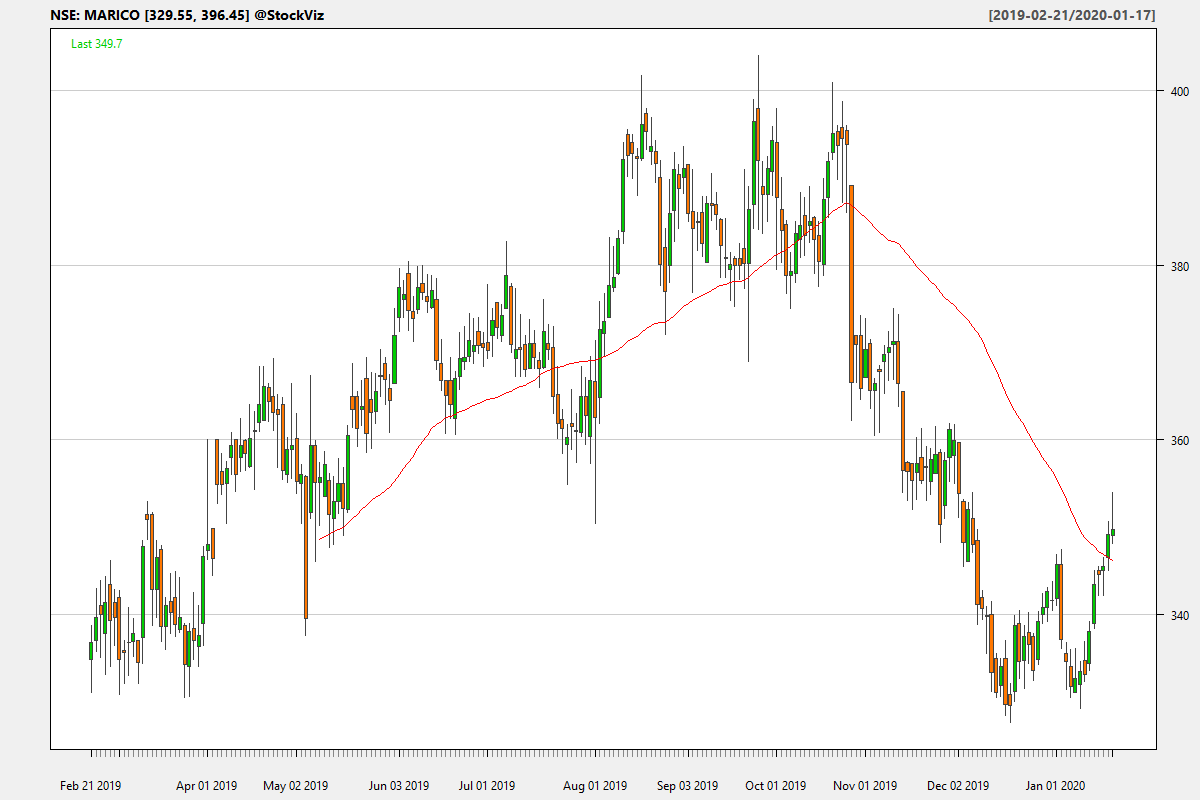 NSE: MARICO [329.55, 396.45] @StockViz [2019-02-21/2020-01-17]
Last 349.7
400
380
360
340
Feb 21 2019 Apr 01 2019 May 02 2019 Jun 03 2019 Jul 01 2019 Aug 01 2019 Sep 03 2019 Oct 01 2019 Nov 01 2019 Dec 02 2019 Jan 01 2020